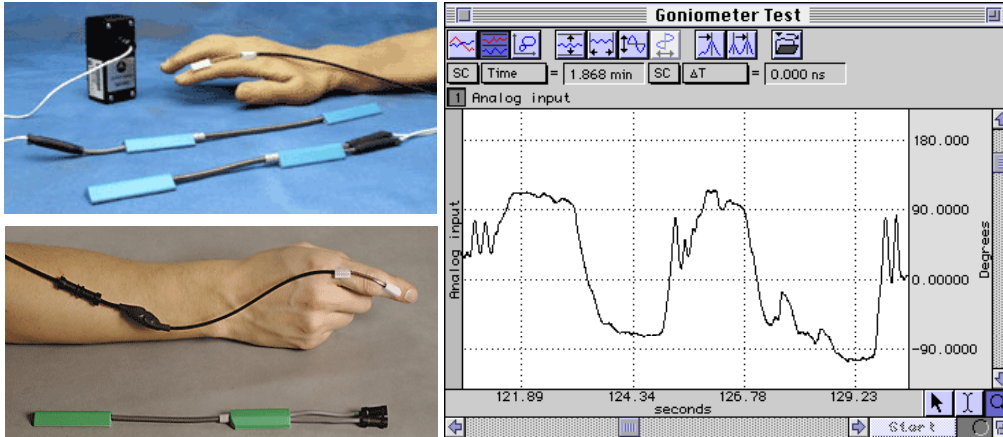 Goniometer Test
SC Time = 1.868 min SC ΔT = 0.000 ns
1 Analog input
180.000
90.0000
0.00000
-90.0000
Analog input
Degrees
121.89 124.34 126.78 129.23
seconds
Start